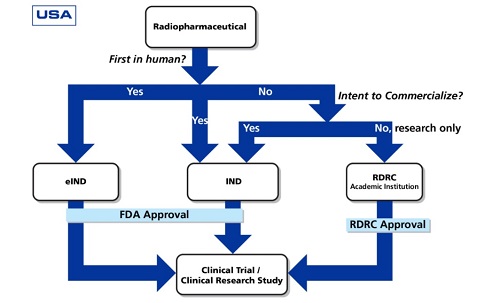 USA
Radiopharmaceutical
First in human?
Yes
No
Intent to Commercialize?
Yes
Yes
No, research only
eIND
IND
RDRC
Academic Institution
FDA Approval
RDRC Approval
Clinical Trial /
Clinical Research Study